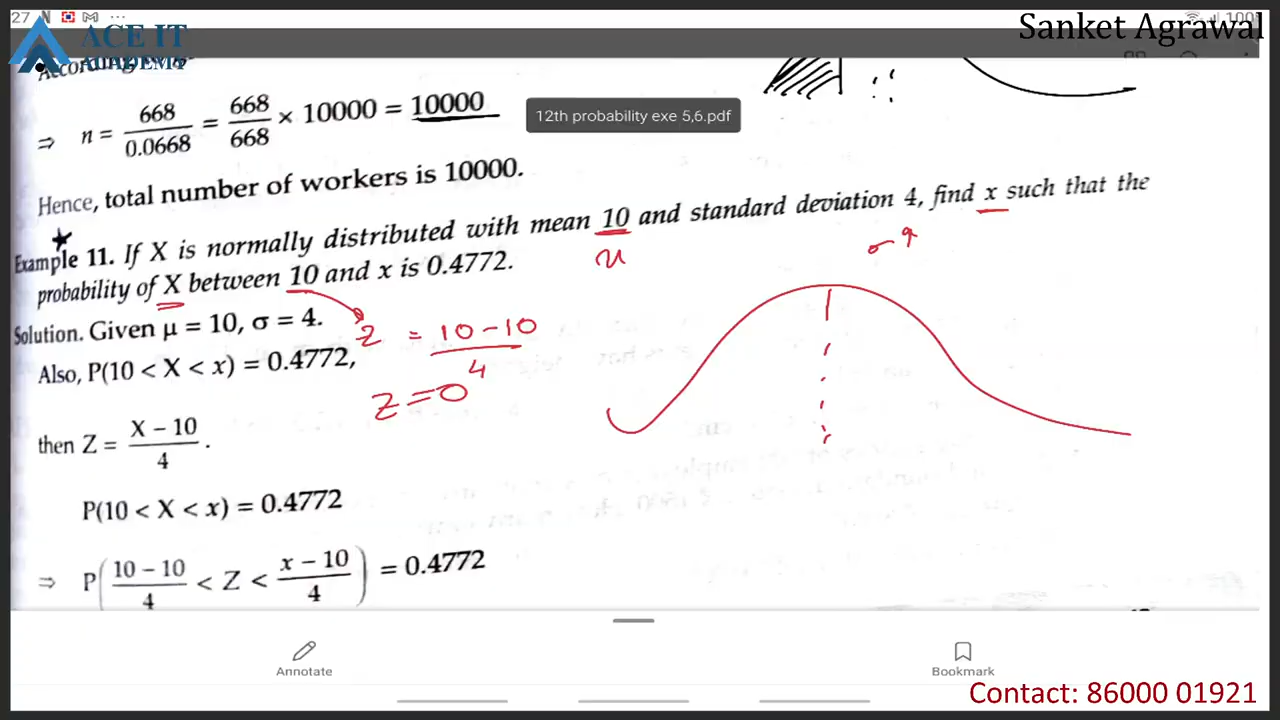 27 N M ...
100%
Sanket Agrawal
ACE IT
ACADEMY
According
⇒ n = 668/0.0668 = 668/668 × 10000 = 10000
12th probability exe 5,6.pdf
Hence, total number of workers is 10000.
Example 11. If X is normally distributed with mean 10 and standard deviation 4, find x such that the
probability of X between 10 and x is 0.4772.
Solution. Given μ = 10, σ = 4.
Z = 10-10/4
Also, P(10 < X < x) = 0.4772,
Z=0
then Z = X – 10/4.
P(10 < X < x) = 0.4772
⇒ P(10 – 10/4 < Z < x – 10/4) = 0.4772
Annotate
Bookmark
Contact: 86000 01921